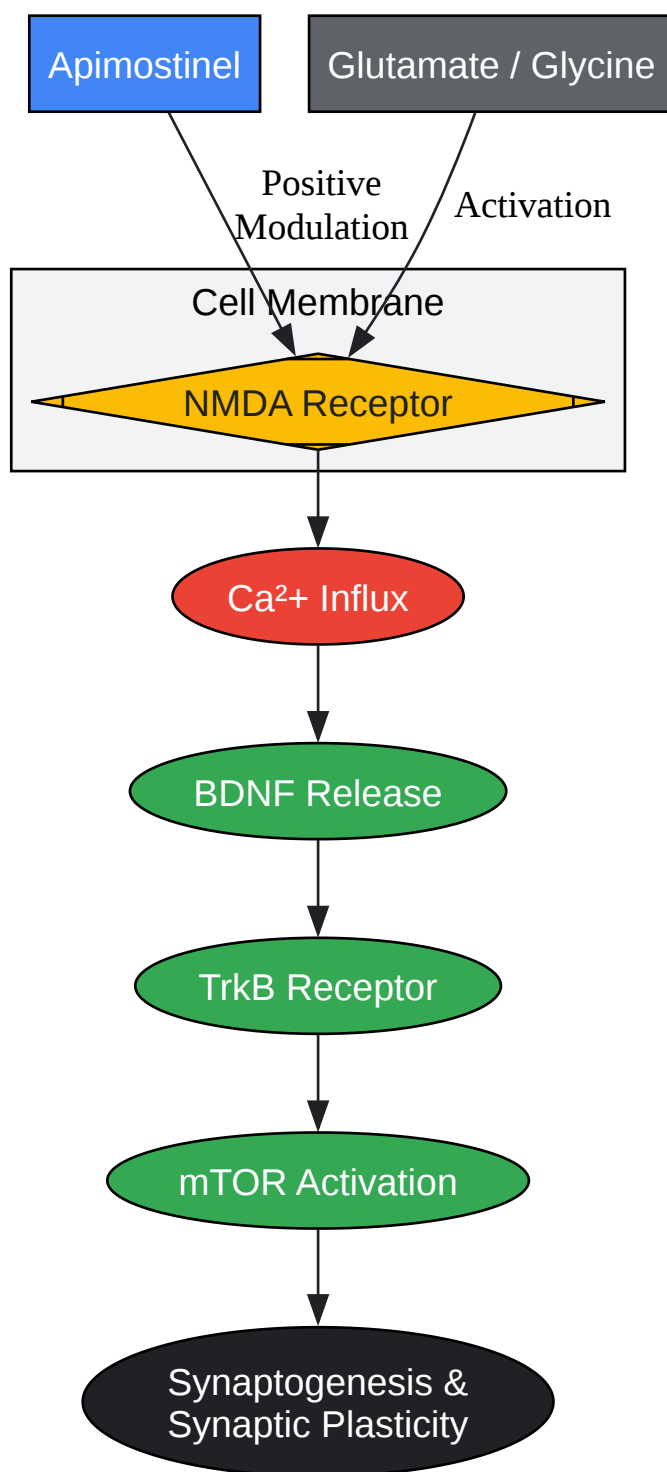 Apimostinel
Glutamate / Glycine
Positive
Modulation
Activation
Cell Membrane
NMDA Receptor
Ca²+ Influx
BDNF Release
TrkB Receptor
mTOR Activation
Synaptogenesis &
Synaptic Plasticity